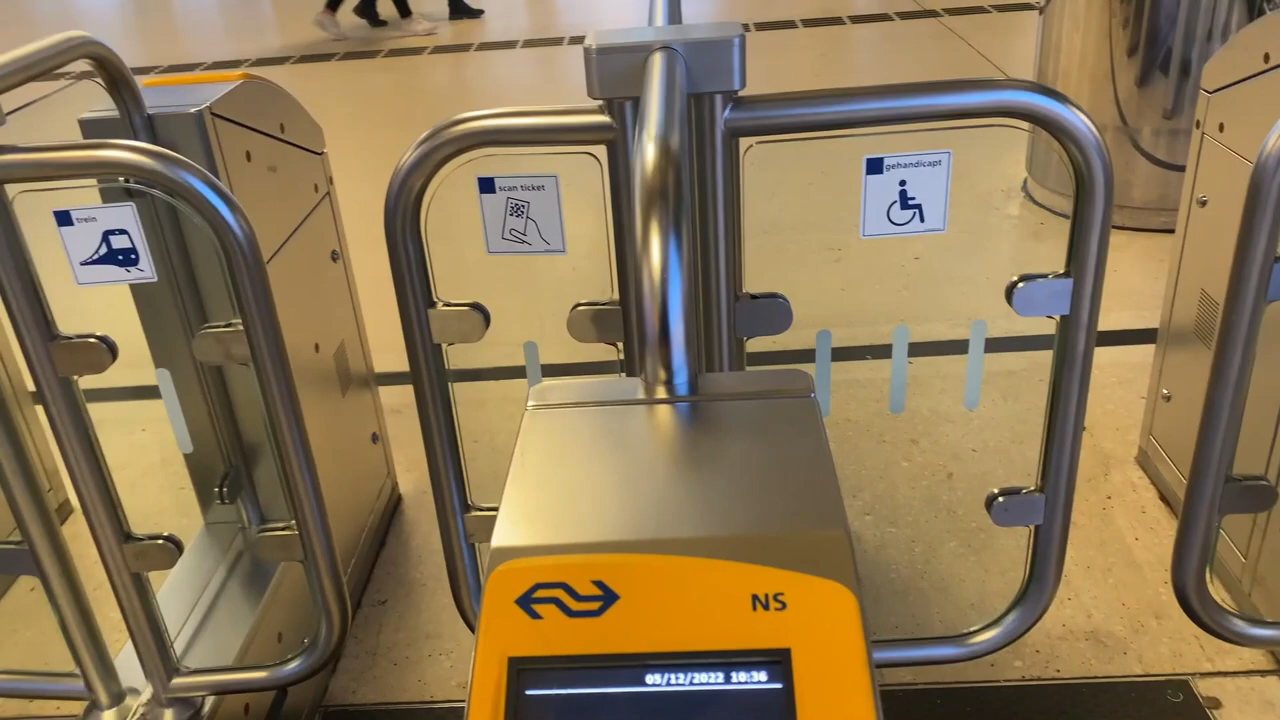 trein
scan ticket
gehandicapt
NS
05/12/2022 10:36